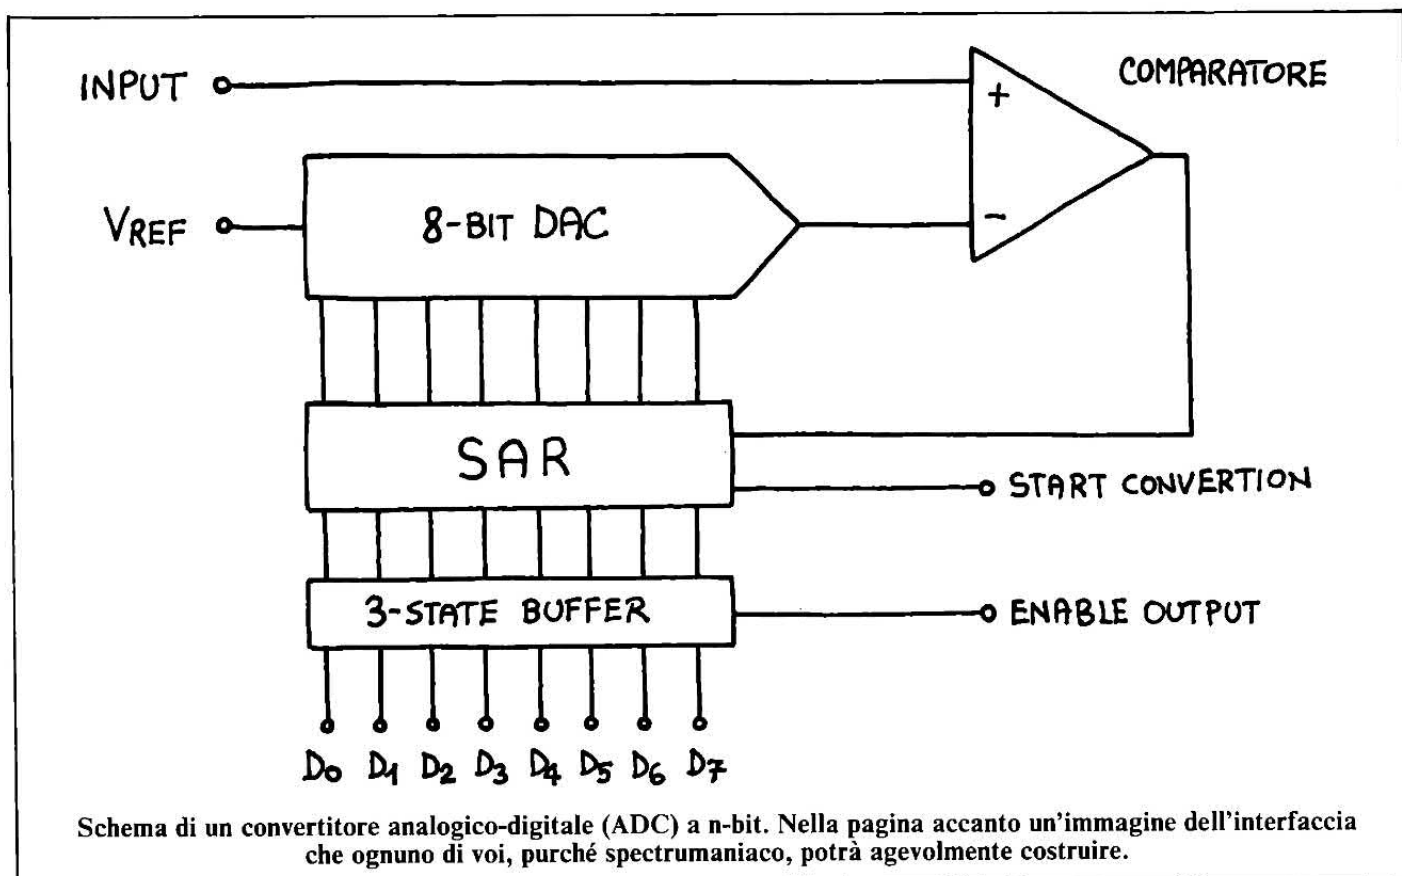 INPUT
COMPARATORE
+
VREF
8-BIT DAC
-
SAR
START CONVERTION
3-STATE BUFFER
ENABLE OUTPUT
D0 D1 D2 D3 D4 D5 D6 D7
Schema di un convertitore analogico-digitale (ADC) a n-bit. Nella pagina accanto un'immagine dell'interfaccia
che ognuno di voi, purché spectrumaniaco, potrà agevolmente costruire.